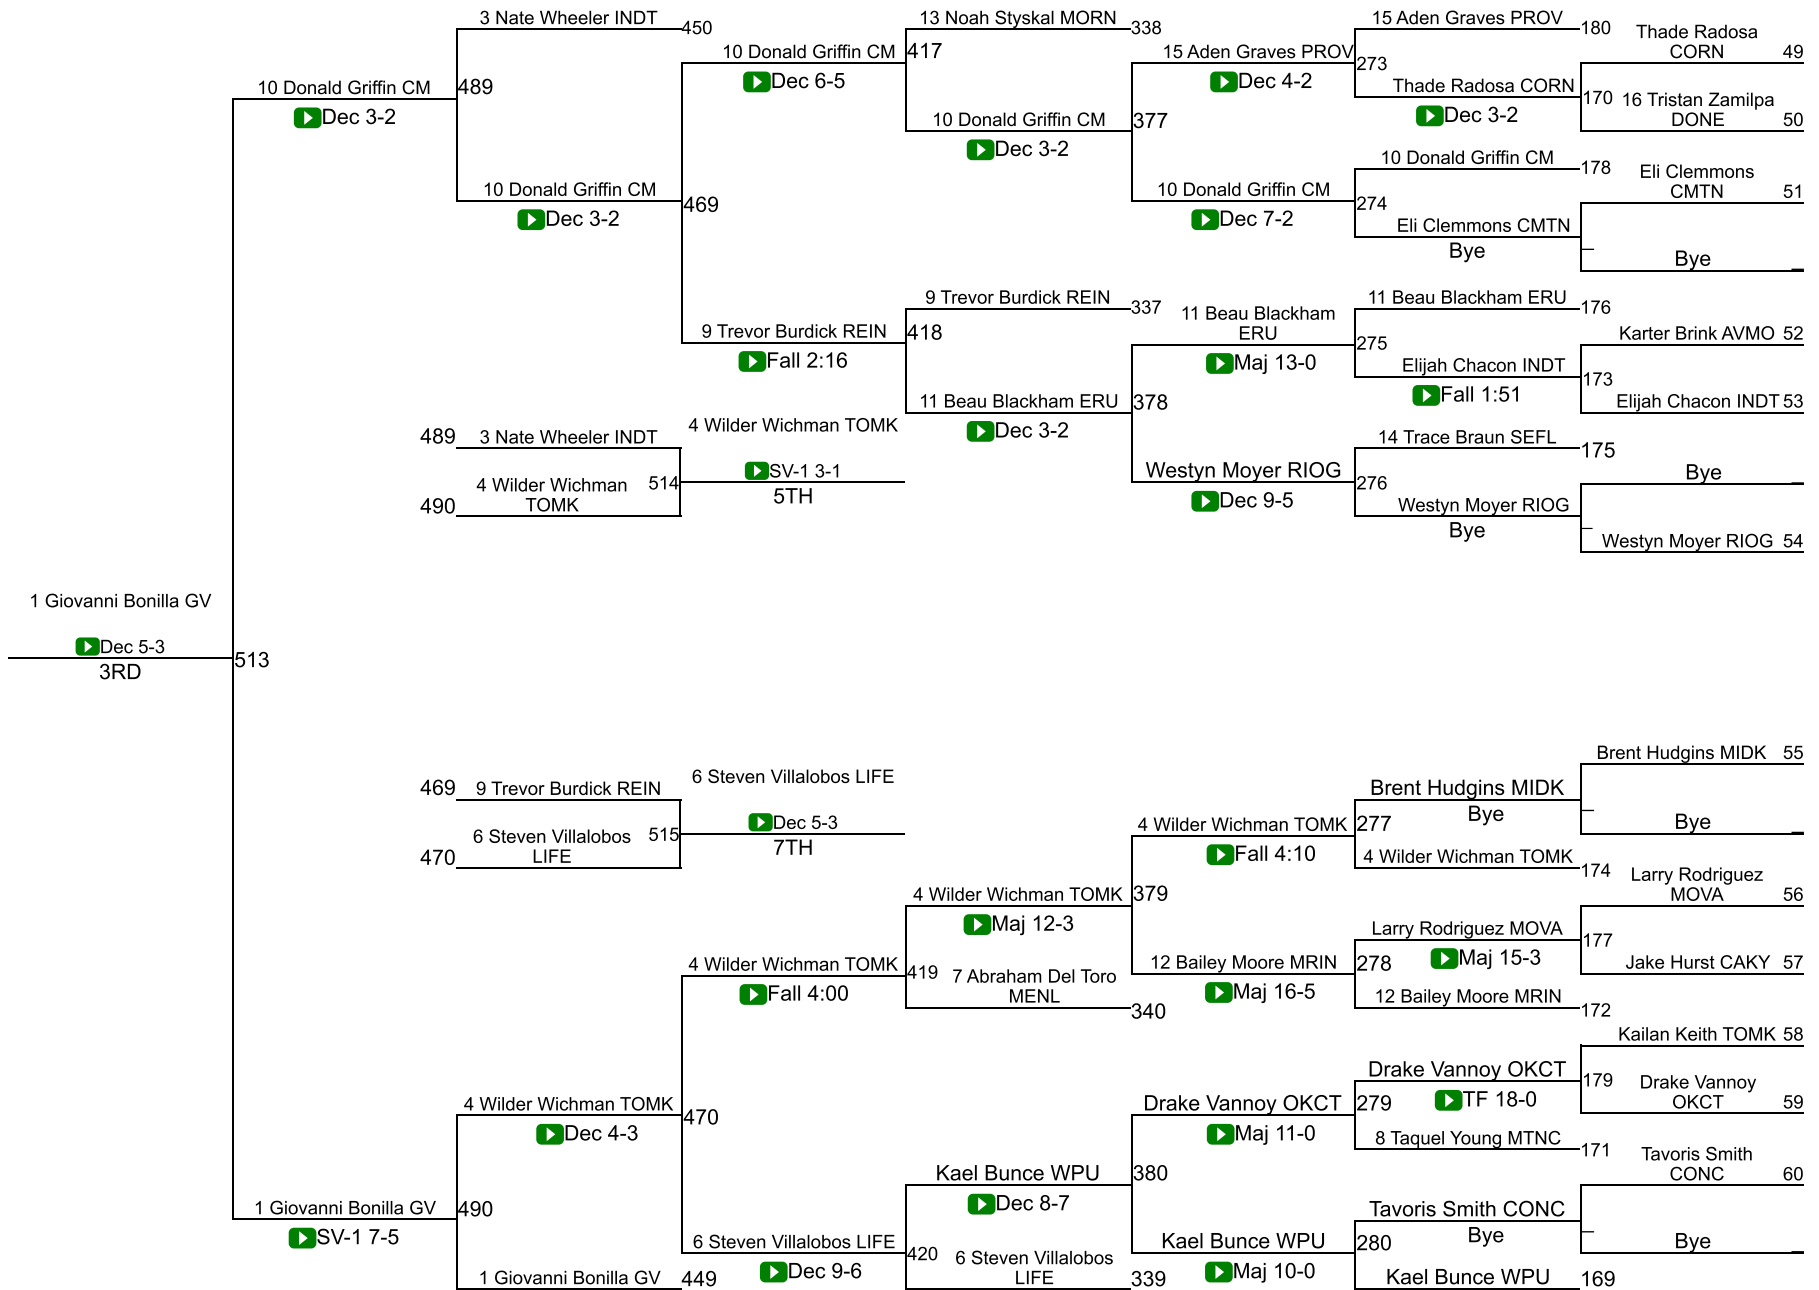 3 Nate Wheeler INDT
450
13 Noah Styskal MORN
338
15 Aden Graves PROV
180
Thade Radosa
CORN
49
10 Donald Griffin CM
417
15 Aden Graves PROV
273
Dec 6-5
Dec 4-2
10 Donald Griffin CM
489
Thade Radosa CORN
170
16 Tristan Zamilpa
DONE
50
Dec 3-2
Dec 3-2
10 Donald Griffin CM
377
Dec 3-2
10 Donald Griffin CM
178
Eli Clemmons
CMTN
51
10 Donald Griffin CM
469
10 Donald Griffin CM
274
Dec 3-2
Dec 7-2
Eli Clemmons CMTN
Bye
Bye
9 Trevor Burdick REIN
337
11 Beau Blackham ERU
176
11 Beau Blackham
ERU
275
Karter Brink AVMO
52
9 Trevor Burdick REIN
418
Fall 2:16
Maj 13-0
Elijah Chacon INDT
173
Fall 1:51
Elijah Chacon INDT
53
11 Beau Blackham ERU
378
Dec 3-2
489
3 Nate Wheeler INDT
4 Wilder Wichman TOMK
14 Trace Braun SEFL
175
490
4 Wilder Wichman
TOMK
514
SV-1 3-1
5TH
Westyn Moyer RIOG
276
Dec 9-5
Bye
Westyn Moyer RIOG
Bye
Westyn Moyer RIOG
54
1 Giovanni Bonilla GV
Dec 5-3
3RD
513
Brent Hudgins MIDK
55
469
9 Trevor Burdick REIN
6 Steven Villalobos LIFE
Brent Hudgins MIDK
Bye
277
470
6 Steven Villalobos
LIFE
515
Dec 5-3
7TH
4 Wilder Wichman TOMK
Fall 4:10
Bye
4 Wilder Wichman TOMK
174
Larry Rodriguez
MOVA
56
4 Wilder Wichman TOMK
379
Maj 12-3
Larry Rodriguez MOVA
177
Maj 15-3
4 Wilder Wichman TOMK
419
Fall 4:00
7 Abraham Del Toro
MENL
340
12 Bailey Moore MRIN
278
Maj 16-5
Jake Hurst CAKY
57
12 Bailey Moore MRIN
172
Kailan Keith TOMK
58
Drake Vannoy OKCT
179
TF 18-0
Drake Vannoy
OKCT
59
4 Wilder Wichman TOMK
470
Dec 4-3
Drake Vannoy OKCT
279
Maj 11-0
8 Taquel Young MTNC
171
Tavoris Smith
CONC
60
Kael Bunce WPU
380
Dec 8-7
1 Giovanni Bonilla GV
490
SV-1 7-5
Tavoris Smith CONC
Bye
6 Steven Villalobos LIFE
420
Dec 9-6
6 Steven Villalobos
LIFE
339
Kael Bunce WPU
280
Maj 10-0
Bye
1 Giovanni Bonilla GV
449
Kael Bunce WPU
169